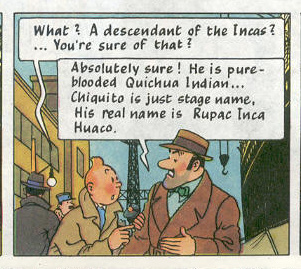 What? A descendant of the Incas?
... You're sure of that?
Absolutely sure! He is pure-
blooded Quichua Indian...
Chiquito is just stage name,
His real name is Rupac Inca
Huaco.